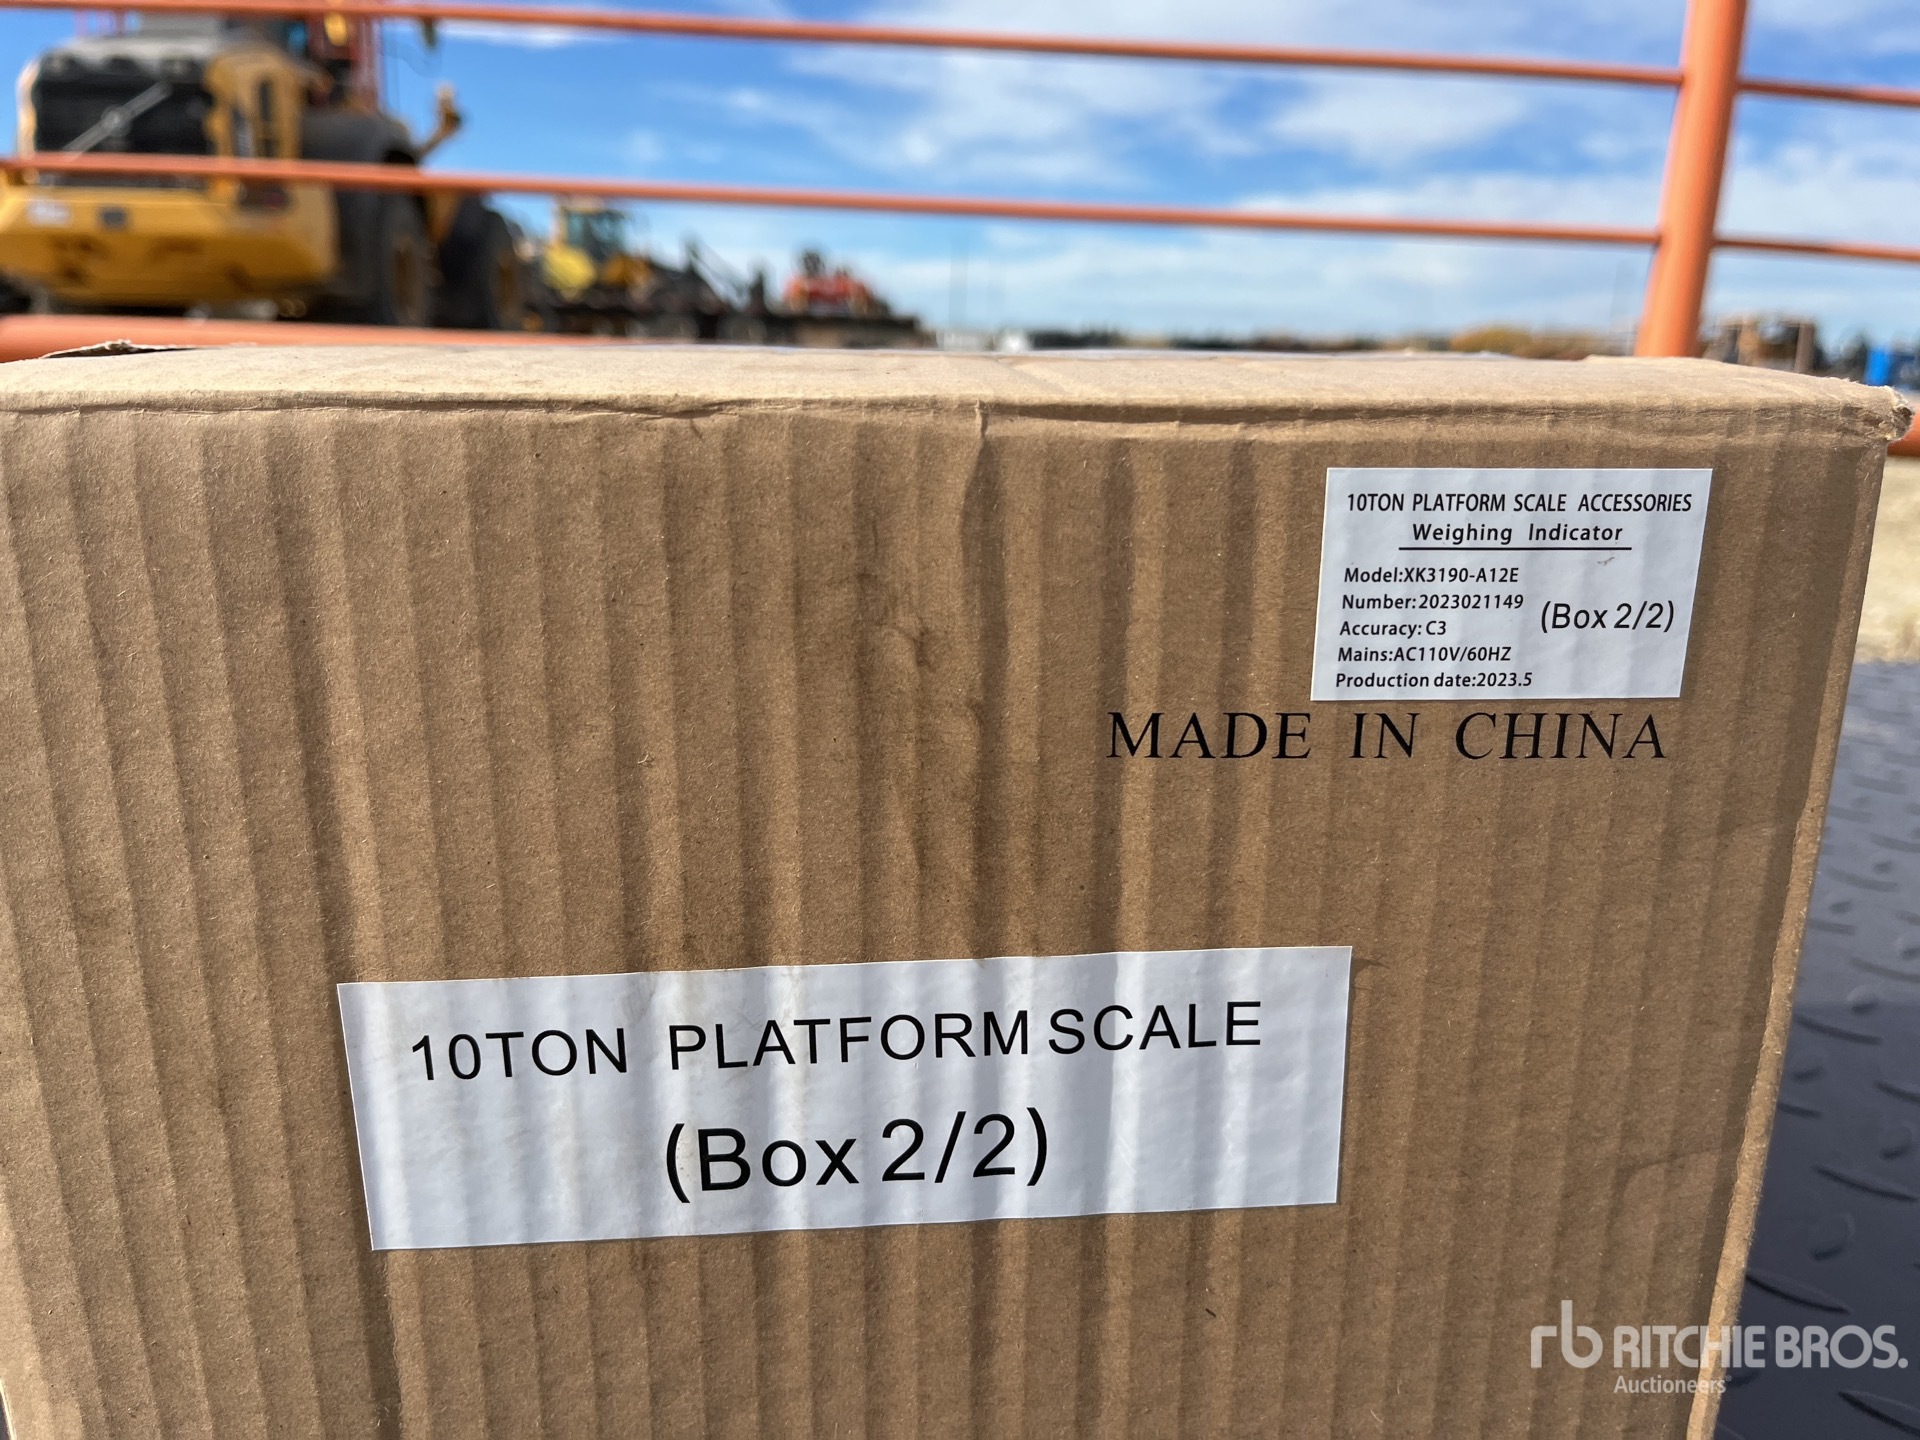 10TON PLATFORM SCALE ACCESSORIES
Weighing Indicator
Model:XK3190-A12E
Number:2023021149
(Box 2/2)
Accuracy:C3
Mains:AC110V/60HZ
Production date:2023.5
MADE IN CHINA
10TON PLATFORM SCALE
(Box 2/2)
rb RITCHIE BROS.
Auctioneers